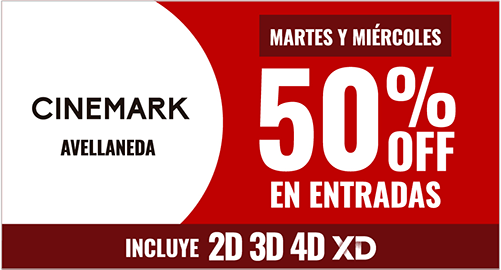 CINEMARK
AVELLANEDA
MARTES Y MIÉRCOLES
50% OFF
EN ENTRADAS
INCLUYE 2D 3D 4D XD